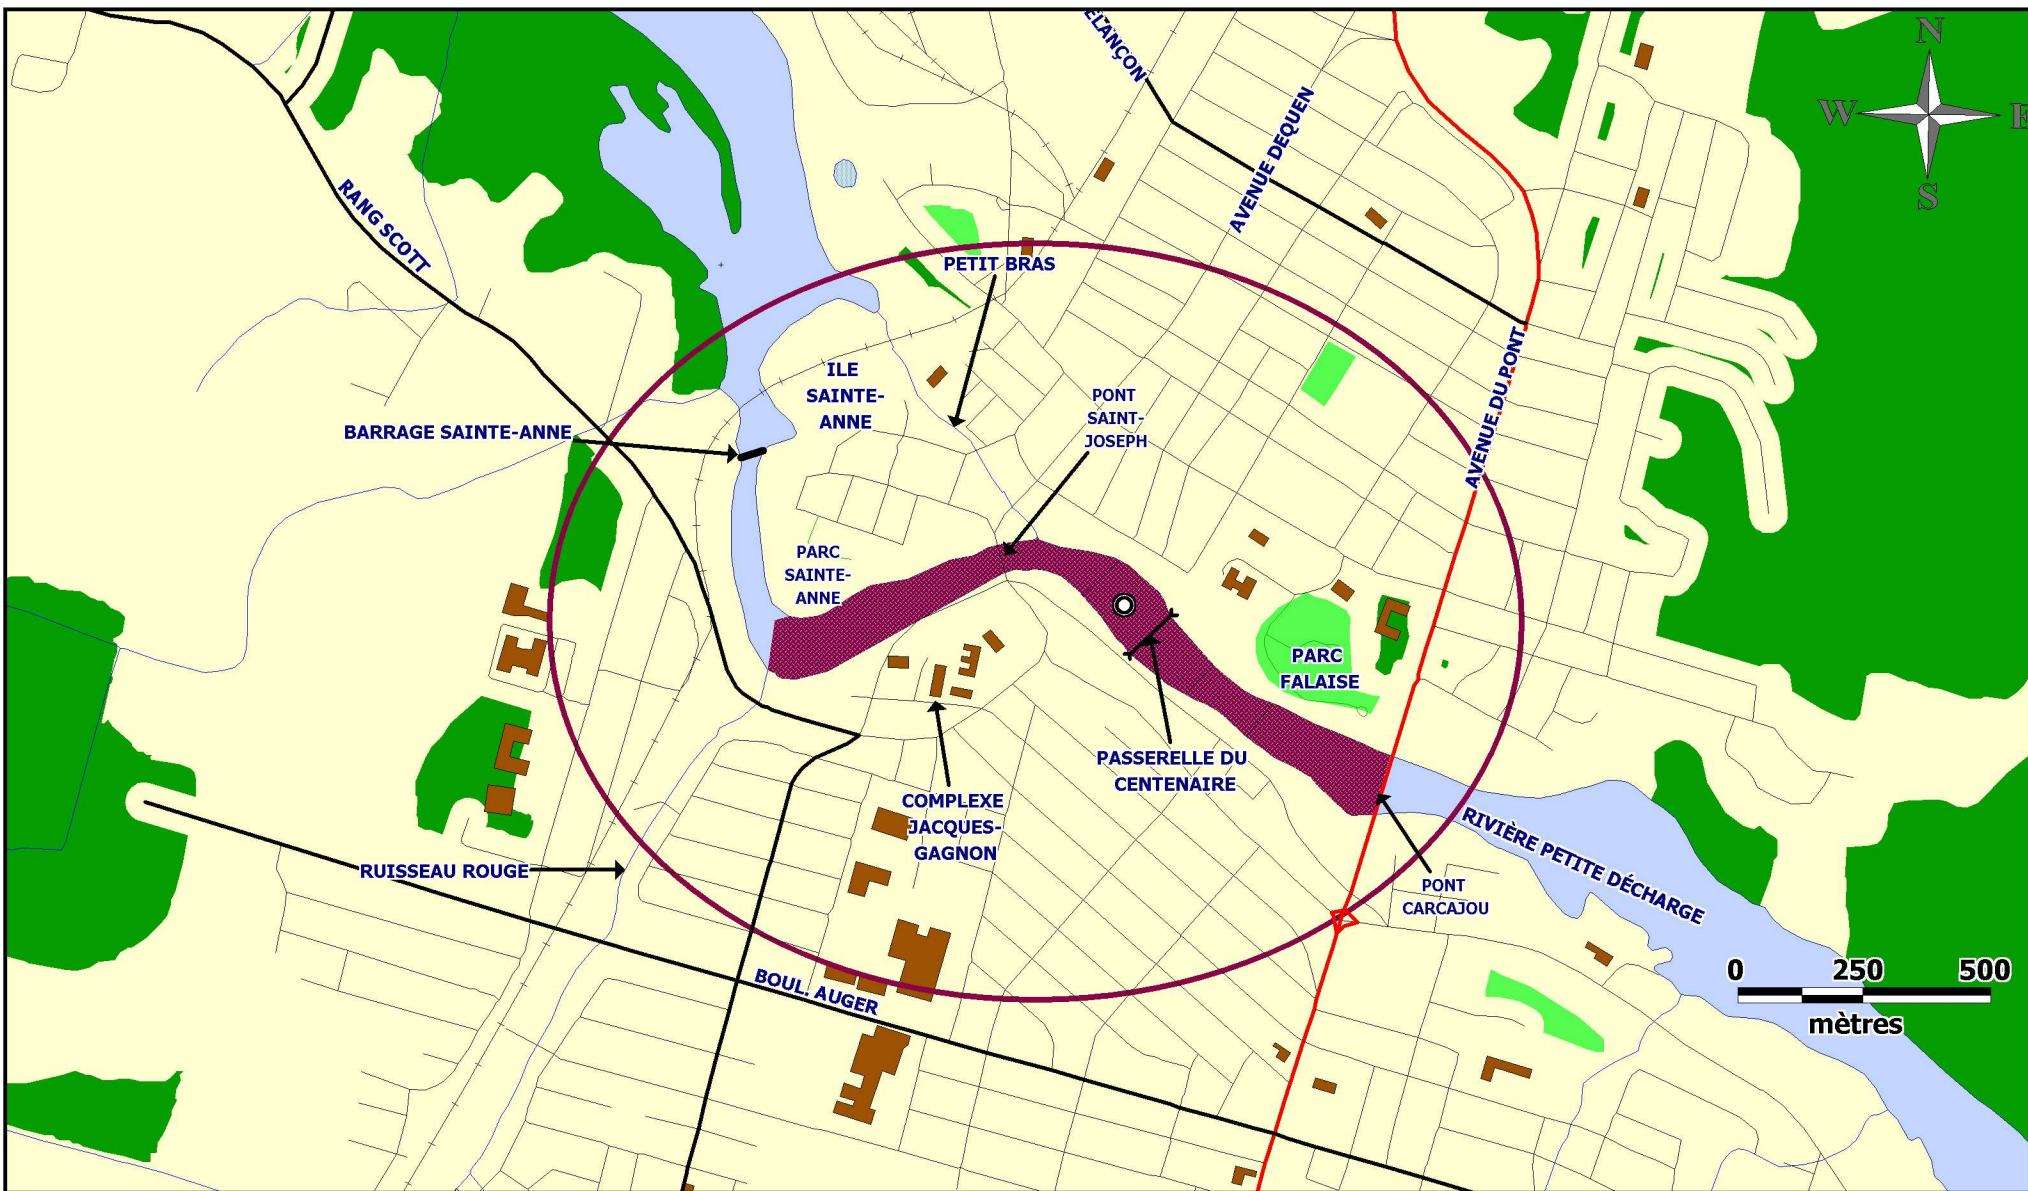 N
W
E
S
ELANÇON
AVENUE DEQUEN
RANG SCOTT
PETIT BRAS
AVENUE DU PONT
ILE
SAINTE-
ANNE
PONT
SAINT-
JOSEPH
BARRAGE SAINTE-ANNE
PARC
SAINTE-
ANNE
PARC
FALAISE
PASSERELLE DU
CENTENAIRE
COMPLEXE
JACQUES-
GAGNON
RIVIÈRE PETITE DÉCHARGE
RUISSEAU ROUGE
PONT
CARCAJOU
BOUL. AUGER
0 250 500
mètres